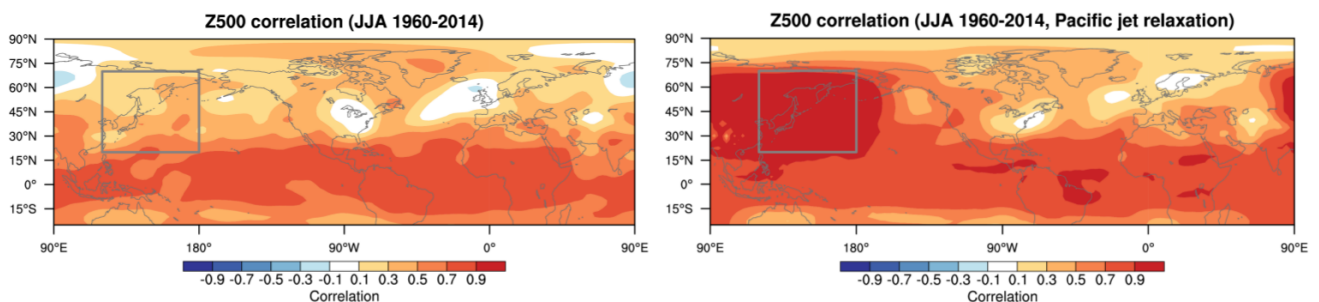 Z500 correlation (JJA 1960-2014)
90°N
75°N
60°N
45°N
30°N
15°N
0°
15°S
90°E 180° 90°W 0° 90°E
-0.9 -0.7 -0.5 -0.3 -0.1 0.1 0.3 0.5 0.7 0.9
Correlation
Z500 correlation (JJA 1960-2014, Pacific jet relaxation)
90°N
75°N
60°N
45°N
30°N
15°N
0°
15°S
90°E 180° 90°W 0° 90°E
-0.9 -0.7 -0.5 -0.3 -0.1 0.1 0.3 0.5 0.7 0.9
Correlation